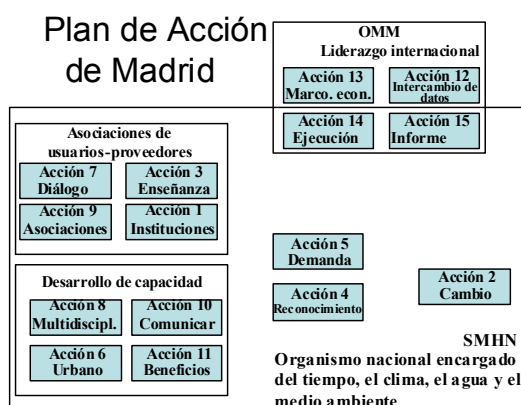 Plan de Acción
de Madrid
OMM
Liderazgo internacional
Acción 13
Marco. econ.
Acción 12
Intercambio de
datos
Acción 14
Ejecución
Acción 15
Informe
Asociaciones de
usuarios-proveedores
Acción 7
Diálogo
Acción 3
Enseñanza
Acción 9
Asociaciones
Acción 1
Instituciones
Desarrollo de capacidad
Acción 8
Multidiscipl.
Acción 10
Comunicar
Acción 6
Urbano
Acción 11
Beneficios
Acción 5
Demanda
Acción 4
Reconocimiento
Acción 2
Cambio
SMHN
Organismo nacional encargado
del tiempo, el clima, el agua y el
medio ambiente